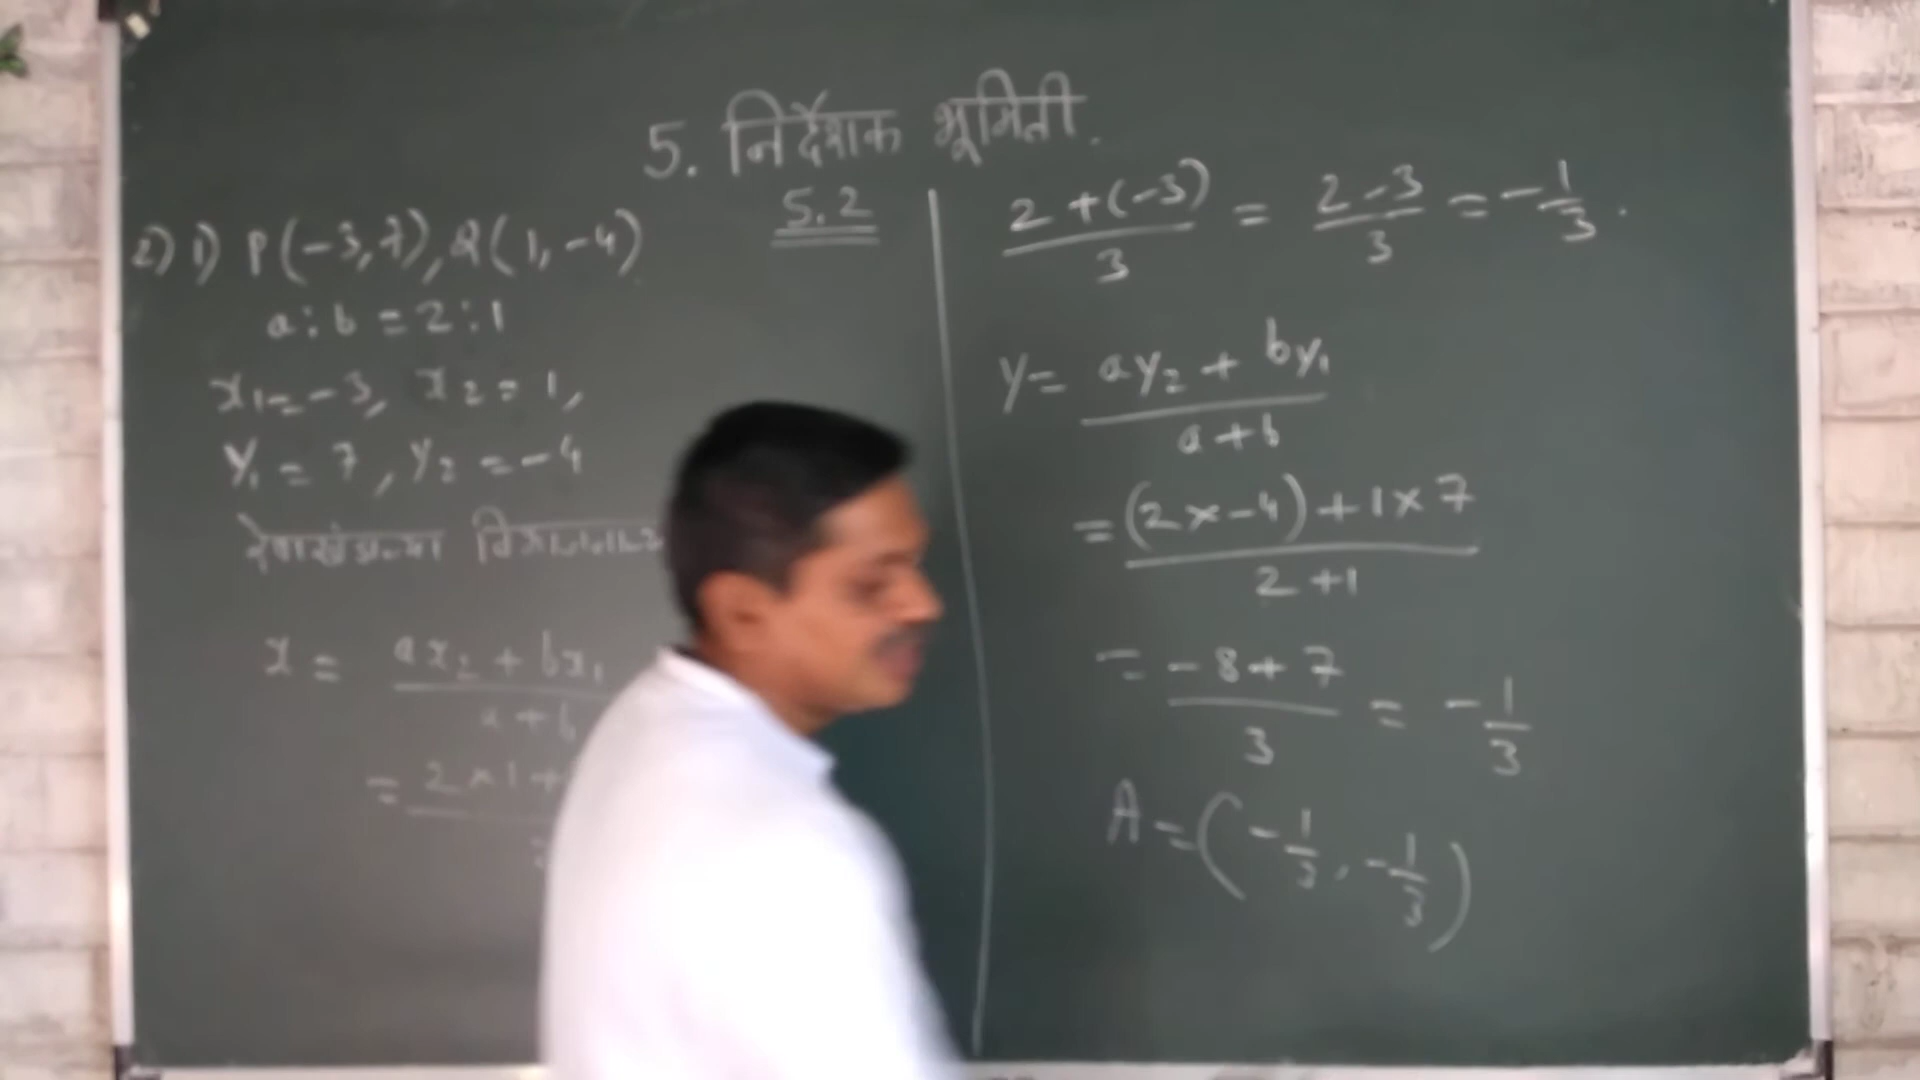 5. निर्देशक भूमिती.
5.2
2) 1) P(-3,7), Q(1,-4)
a:b = 2:1
x₁=-3, x₂=1,
y₁=7, y₂=-4
रेषाखंडाच्या
x = ax₂ + bx₁ / a+b
= 2×1+
2+(-3) / 3 = 2-3 / 3 = -1/3.
y = ay₂ + by₁ / a+b
= (2×-4)+1×7 / 2+1
= -8+7 / 3 = -1/3
A=(-1/3, -1/3)